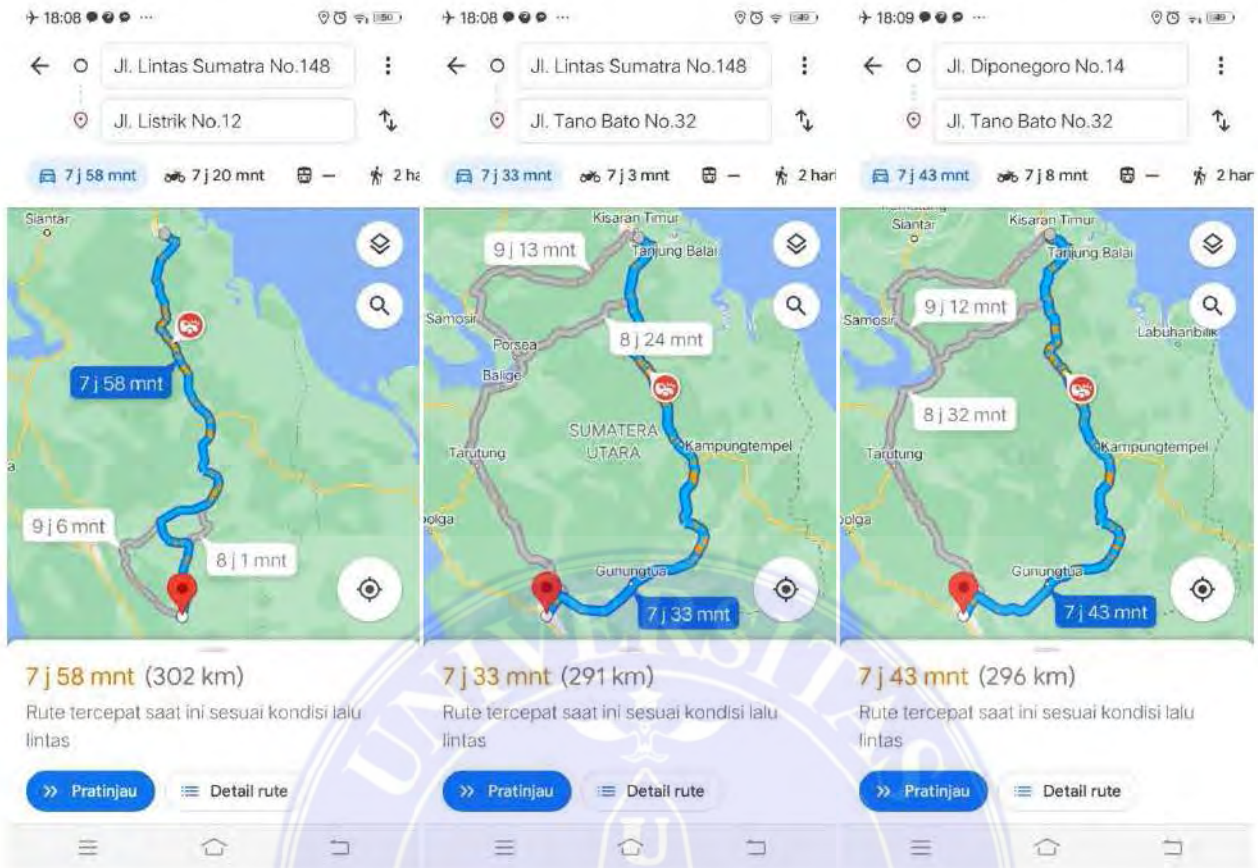 18:08 ...
50
Jl. Lintas Sumatra No.148
Jl. Listrik No.12
7 j 58 mnt 7 j 20 mnt — 2 ha
Siantar
7 j 58 mnt
9 j 6 mnt
8 j 1 mnt
7 j 58 mnt (302 km)
Rute tercepat saat ini sesuai kondisi lalu
lintas
Pratinjau Detail rute
18:08 ...
49
Jl. Lintas Sumatra No.148
Jl. Tano Bato No.32
7 j 33 mnt 7 j 3 mnt — 2 hari
Kisaran Timur
9 j 13 mnt
Tanjung Balai
Samosir
8 j 24 mnt
Porsea
Balige
SUMATERA
UTARA
Tarutung
Kampungtempel
olga
Gunungtua
7 j 33 mnt
7 j 33 mnt (291 km)
Rute tercepat saat ini sesuai kondisi lalu
lintas
Pratinjau Detail rute
18:09 ...
49
Jl. Diponegoro No.14
Jl. Tano Bato No.32
7 j 43 mnt 7 j 8 mnt — 2 har
Siantar
Kisaran Timur
Tanjung Balai
9 j 12 mnt
Samosir
Labuhanbilik
8 j 32 mnt
Tarutung
Kampungtempel
olga
Gunungtua
7 j 43 mnt
7 j 43 mnt (296 km)
Rute tercepat saat ini sesuai kondisi lalu
lintas
Pratinjau Detail rute
UNIVERSITAS